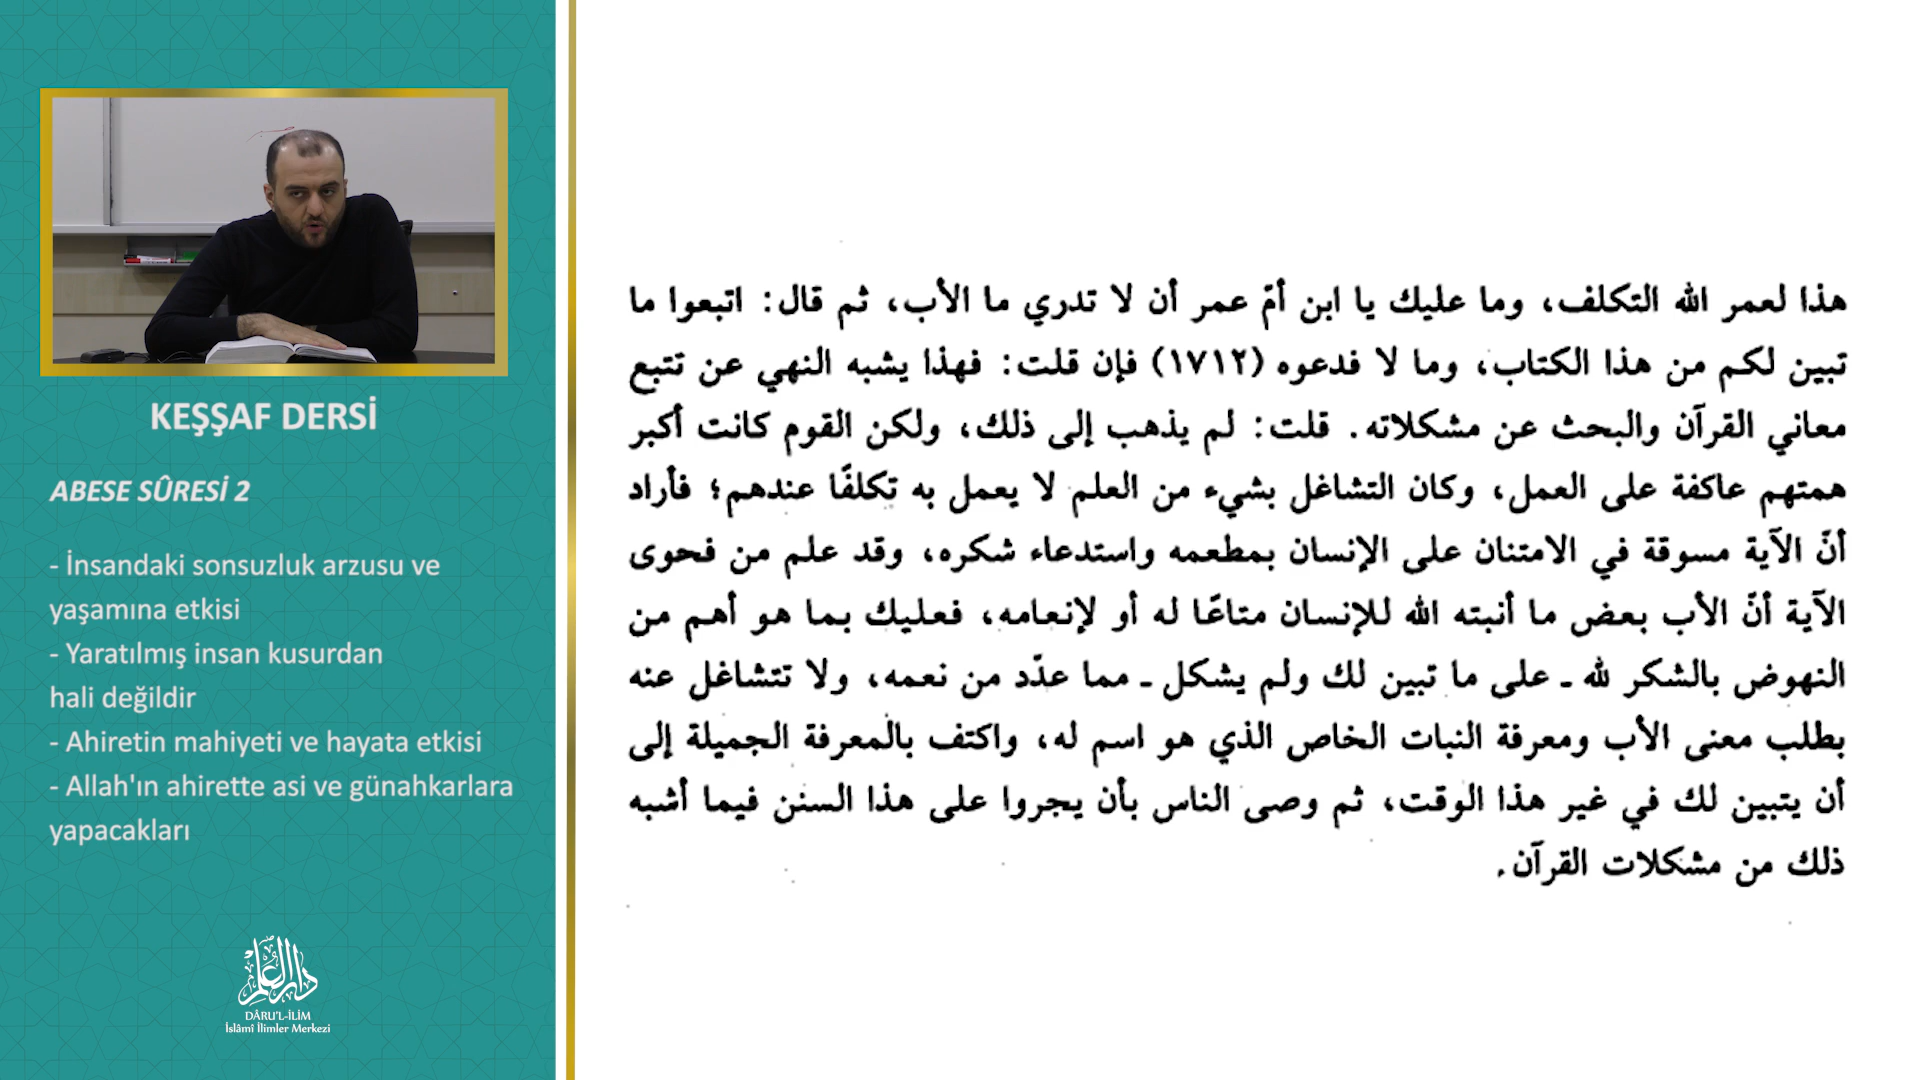 KEŞŞAF DERSİ
ABESE SÛRESİ 2
- İnsandaki sonsuzluk arzusu ve
yaşamına etkisi
- Yaratılmış insan kusurdan
hali değildir
- Ahiretin mahiyeti ve hayata etkisi
- Allah'ın ahirette asi ve günahkarlara
yapacakları
دار العلم
DÂRU'L-İLİM
İslâmî İlimler Merkezi
هذا لعمر الله التكلف، وما عليك يا ابن أمّ عمر أن لا تدري ما الأب، ثم قال: اتبعوا ما
تبين لكم من هذا الكتاب، وما لا فدعوه (١٧١٢) فإن قلت: فهذا يشبه النهي عن تتبع
معاني القرآن والبحث عن مشكلاته. قلت: لم يذهب إلى ذلك، ولكن القوم كانت أكبر
همتهم عاكفة على العمل، وكان التشاغل بشيء من العلم لا يعمل به تكلفًا عندهم؛ فأراد
أنّ الآية مسوقة في الامتنان على الإنسان بمطعمه واستدعاء شكره، وقد علم من فحوى
الآية أنّ الأب بعض ما أنبته الله للإنسان متاعًا له أو لإنعامه، فعليك بما هو أهم من
النهوض بالشكر لله ـ على ما تبين لك ولم يشكل ـ مما عدّد من نعمه، ولا تتشاغل عنه
بطلب معنى الأب ومعرفة النبات الخاص الذي هو اسم له، واكتف بالمعرفة الجميلة إلى
أن يتبين لك في غير هذا الوقت، ثم وصى الناس بأن يجروا على هذا السنن فيما أشبه
ذلك من مشكلات القرآن.